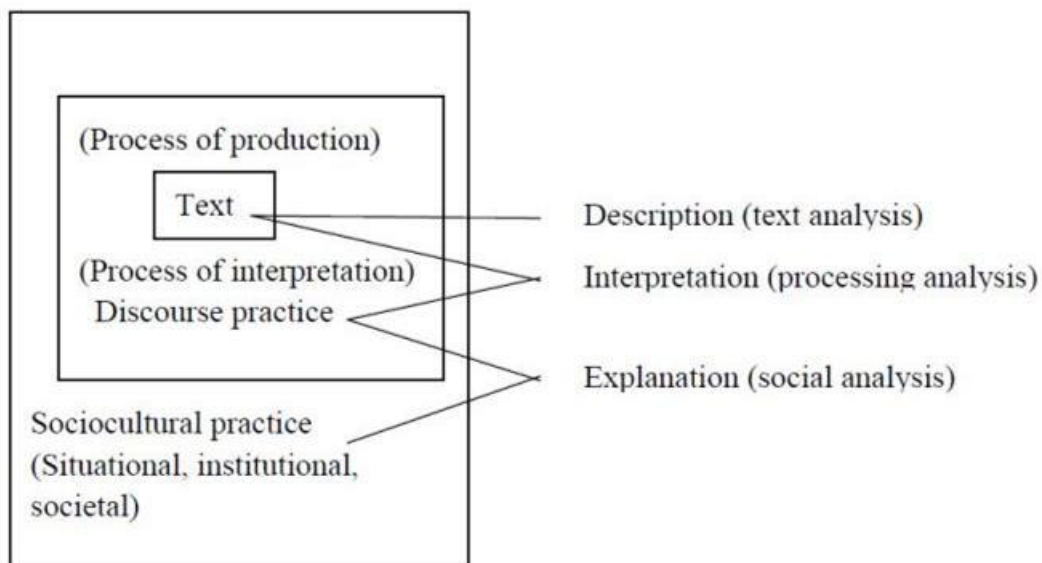 (Process of production)
Text
(Process of interpretation)
Discourse practice
Sociocultural practice
(Situational, institutional,
societal)
Description (text analysis)
Interpretation (processing analysis)
Explanation (social analysis)